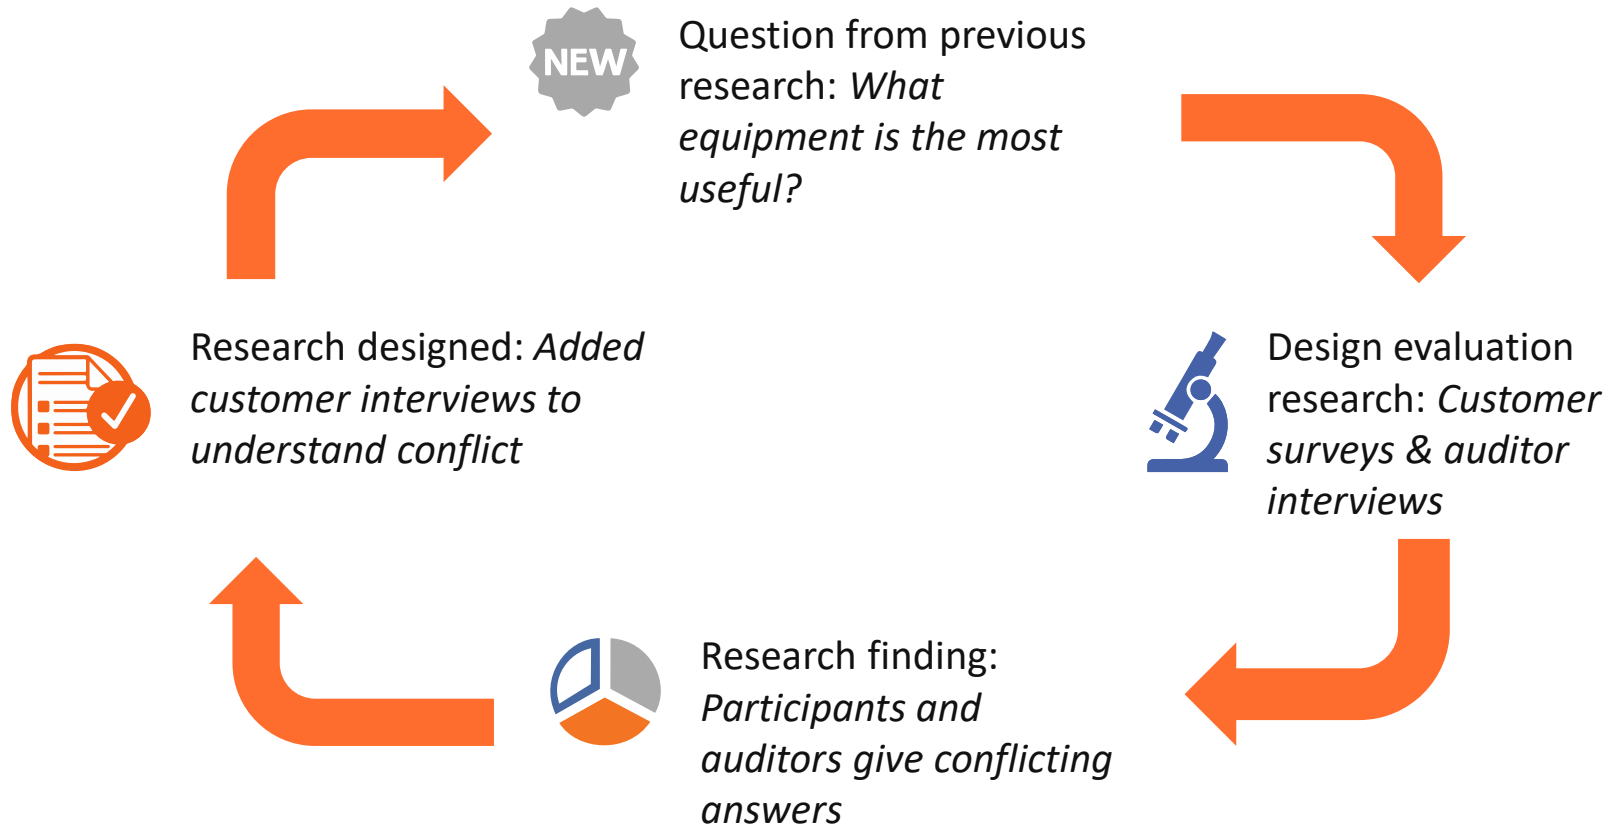 NEW
Question from previous
research: What
equipment is the most
useful?
Design evaluation
research: Customer
surveys & auditor
interviews
Research finding:
Participants and
auditors give conflicting
answers
Research designed: Added
customer interviews to
understand conflict